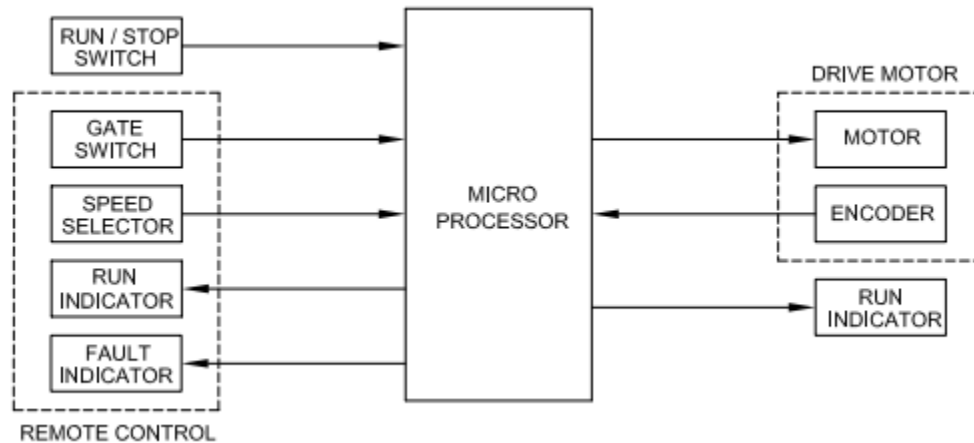 RUN / STOP
SWITCH
GATE
SWITCH
SPEED
SELECTOR
RUN
INDICATOR
FAULT
INDICATOR
REMOTE CONTROL
MICRO
PROCESSOR
DRIVE MOTOR
MOTOR
ENCODER
RUN
INDICATOR